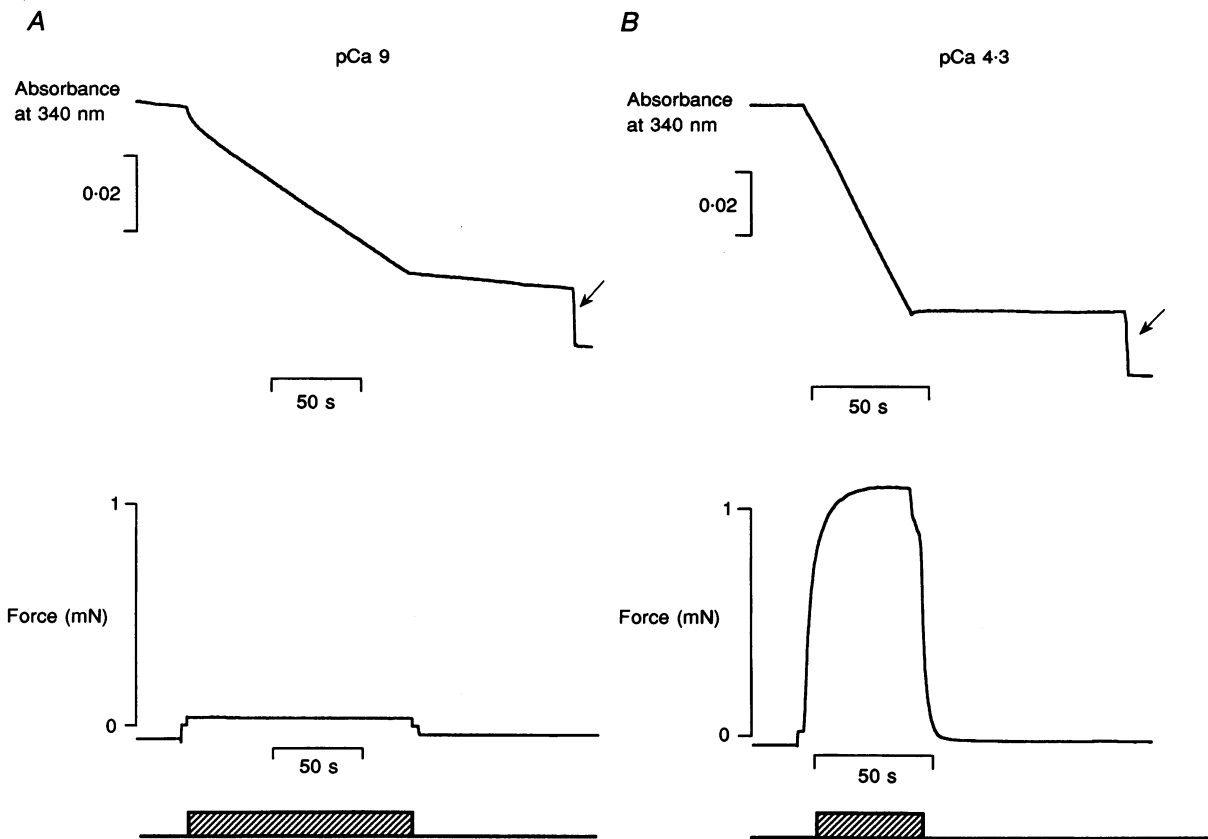 A
pCa 9
Absorbance
at 340 nm
0·02
50 s
1
Force (mN)
0
50 s
B
pCa 4·3
Absorbance
at 340 nm
0·02
50 s
1
Force (mN)
0
50 s